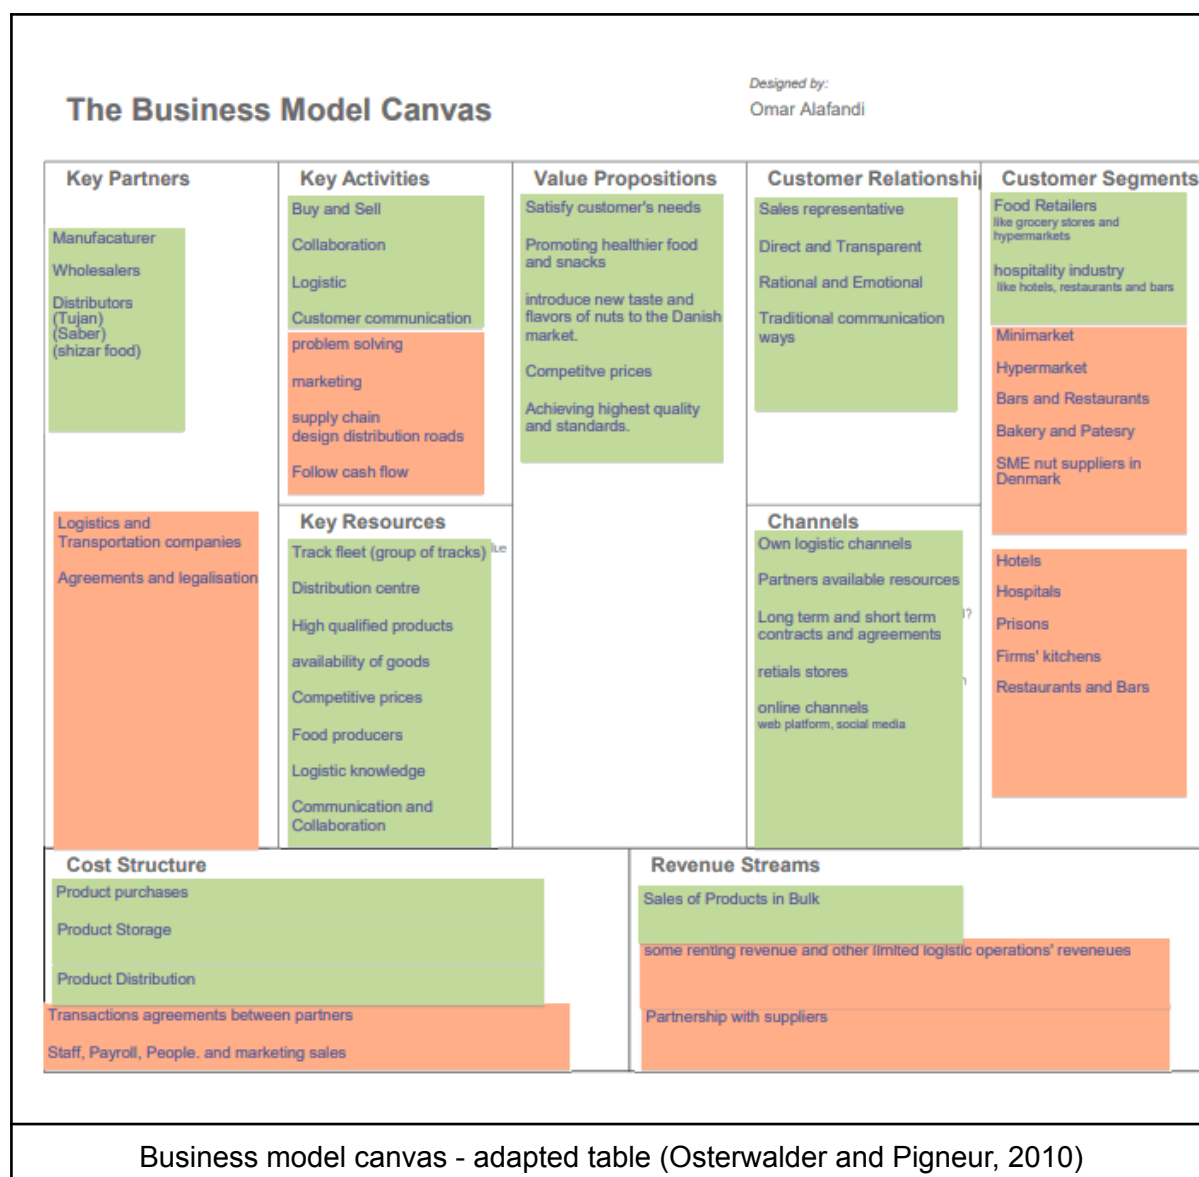 Designed by:
The Business Model Canvas
Omar Alafandi
Key Partners
Manufacaturer
Wholesalers
Distributors
(Tujan)
(Saber)
(shizar food)
Logistics and
Transportation companies
Agreements and legalisation
Key Activities
Buy and Sell
Collaboration
Logistic
Customer communication
problem solving
marketing
supply chain
design distribution roads
Follow cash flow
Key Resources
Track fleet (group of tracks)
Distribution centre
High qualified products
availability of goods
Competitive prices
Food producers
Logistic knowledge
Communication and
Collaboration
Value Propositions
Satisfy customer's needs
Promoting healthier food
and snacks
introduce new taste and
flavors of nuts to the Danish
market.
Competitve prices
Achieving highest quality
and standards.
Customer Relationshi
Sales representative
Direct and Transparent
Rational and Emotional
Traditional communication
ways
Channels
Own logistic channels
Partners available resources
Long term and short term
contracts and agreements
retials stores
online channels
web platform, social media
Customer Segments
Food Retailers
like grocery stores and
hypermarkets
hospitality industry
like hotels, restaurants and bars
Minimarket
Hypermarket
Bars and Restaurants
Bakery and Patesry
SME nut suppliers in
Denmark
Hotels
Hospitals
Prisons
Firms' kitchens
Restaurants and Bars
Cost Structure
Product purchases
Product Storage
Product Distribution
Transactions agreements between partners
Staff, Payroll, People. and marketing sales
Revenue Streams
Sales of Products in Bulk
some renting revenue and other limited logistic operations' reveneues
Partnership with suppliers
Business model canvas - adapted table (Osterwalder and Pigneur, 2010)